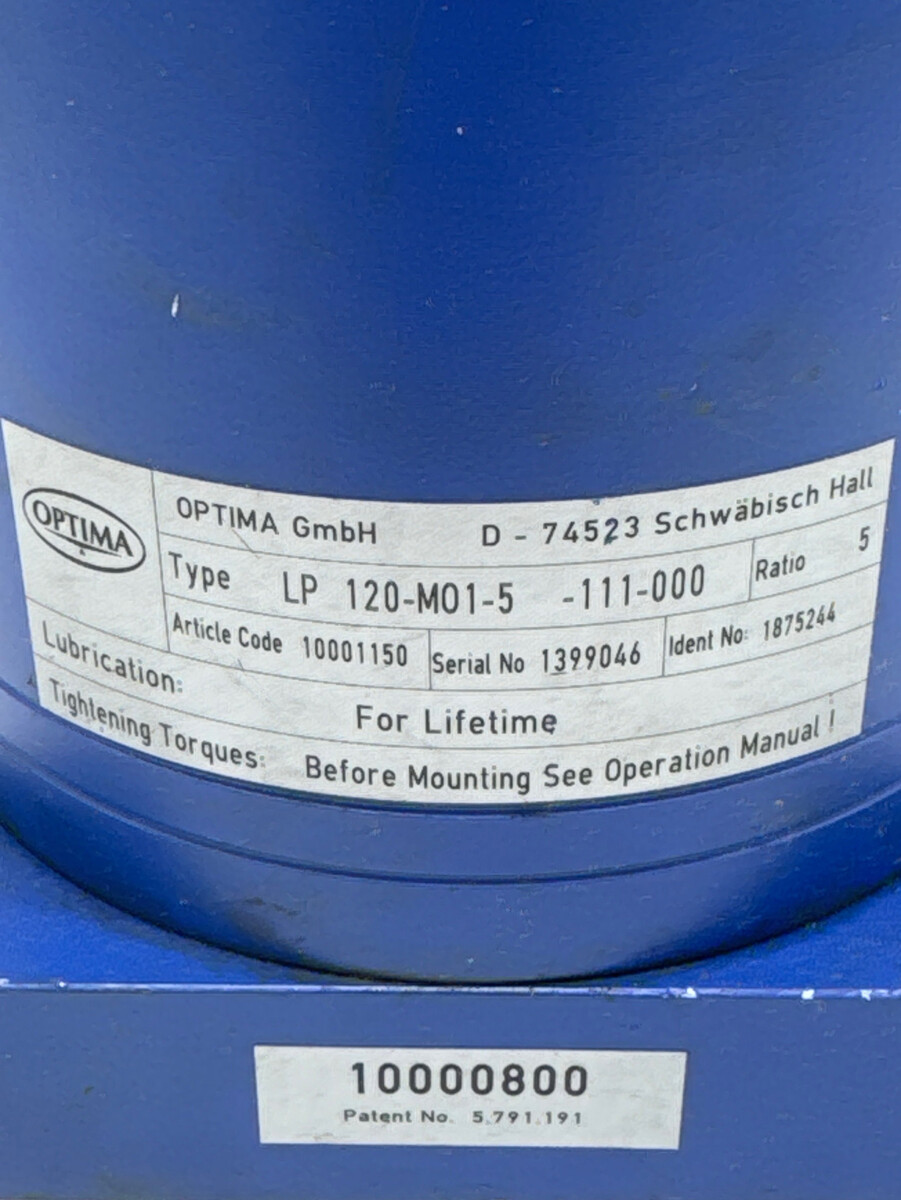 OPTIMA
OPTIMA GmbH D - 74523 Schwäbisch Hall
Type LP 120-M01-5 -111-000 Ratio 5
Article Code 10001150 Serial No 1399046 Ident No: 1875244
Lubrication:
For Lifetime
Tightening Torques: Before Mounting See Operation Manual !
10000800
Patent No. 5.791.191